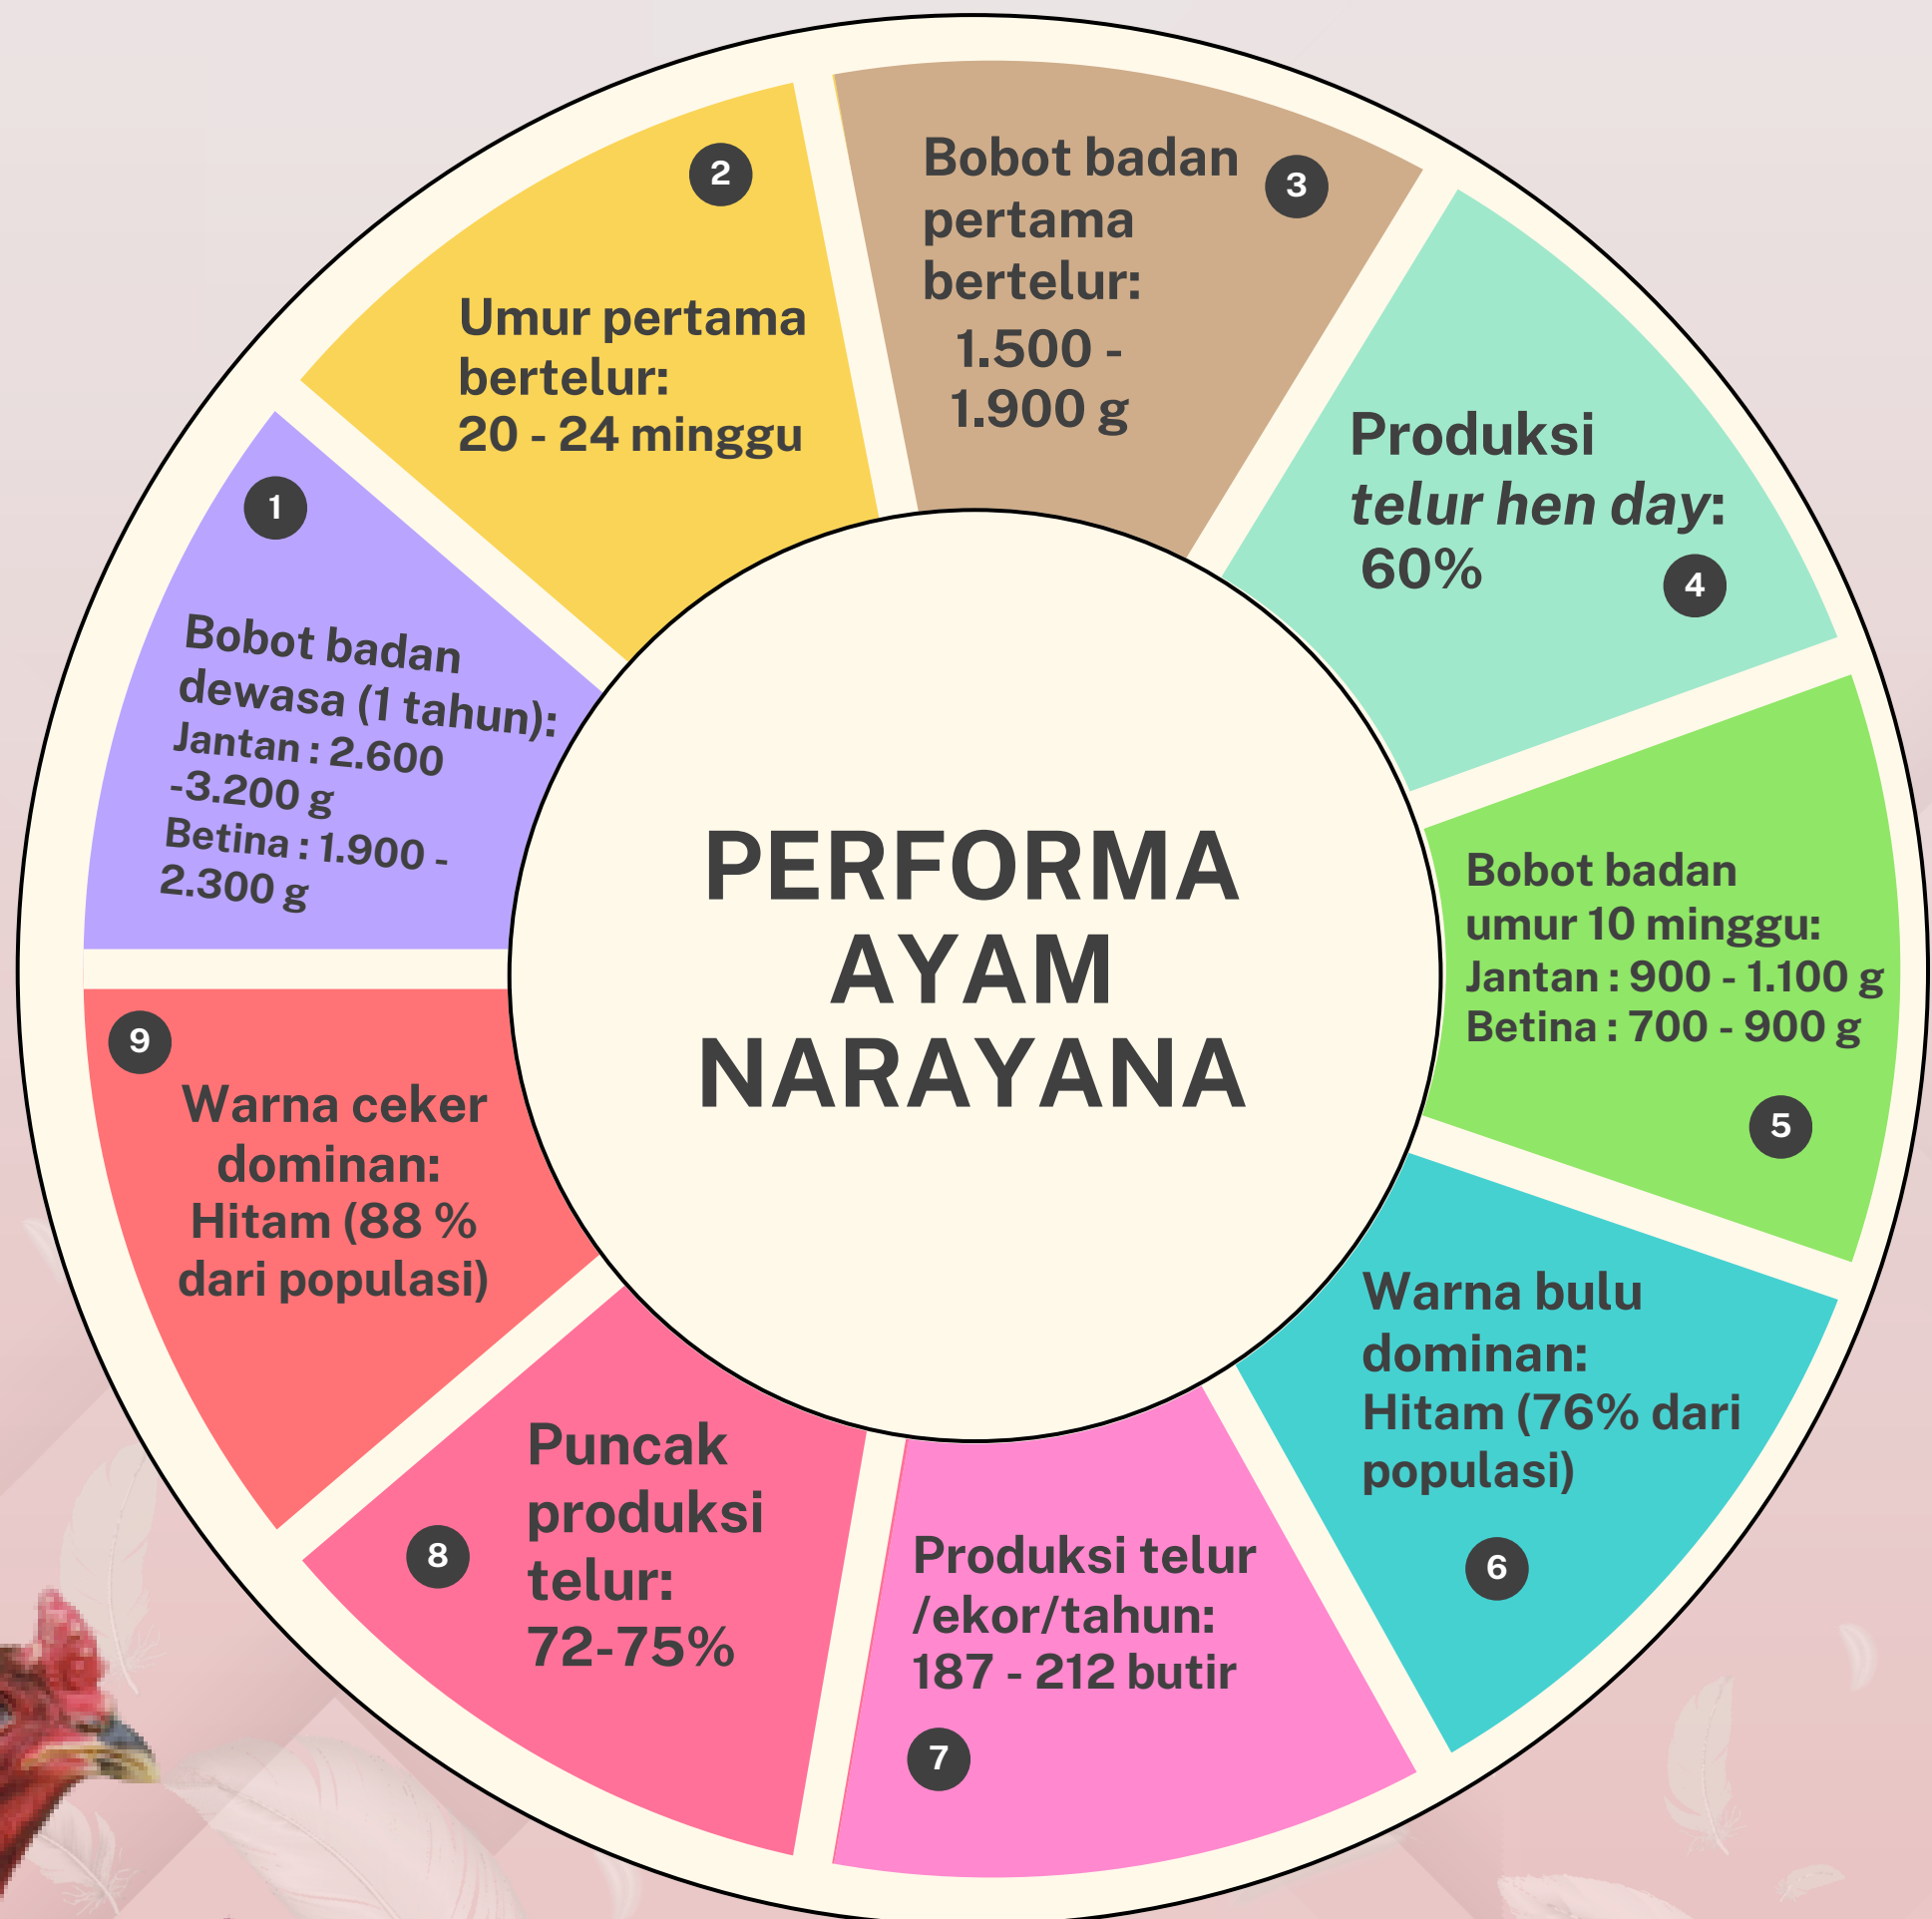 PERFORMA
AYAM
NARAYANA
1
Bobot badan
dewasa (1 tahun):
Jantan : 2.600
-3.200 g
Betina : 1.900 -
2.300 g
2
Umur pertama
bertelur:
20 - 24 minggu
3
Bobot badan
pertama
bertelur:
1.500 -
1.900 g
Produksi
telur hen day:
60%
4
Bobot badan
umur 10 minggu:
Jantan : 900 - 1.100 g
Betina : 700 - 900 g
5
Warna bulu
dominan:
Hitam (76% dari
populasi)
6
Produksi telur
/ekor/tahun:
187 - 212 butir
7
Puncak
produksi
telur:
72-75%
8
9
Warna ceker
dominan:
Hitam (88 %
dari populasi)